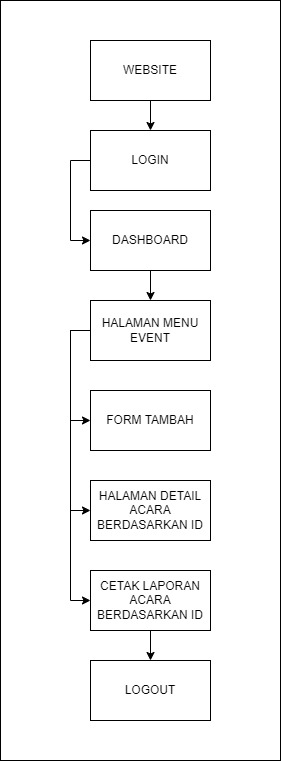 WEBSITE
LOGIN
DASHBOARD
HALAMAN MENU
EVENT
FORM TAMBAH
HALAMAN DETAIL
ACARA
BERDASARKAN ID
CETAK LAPORAN
ACARA
BERDASARKAN ID
LOGOUT